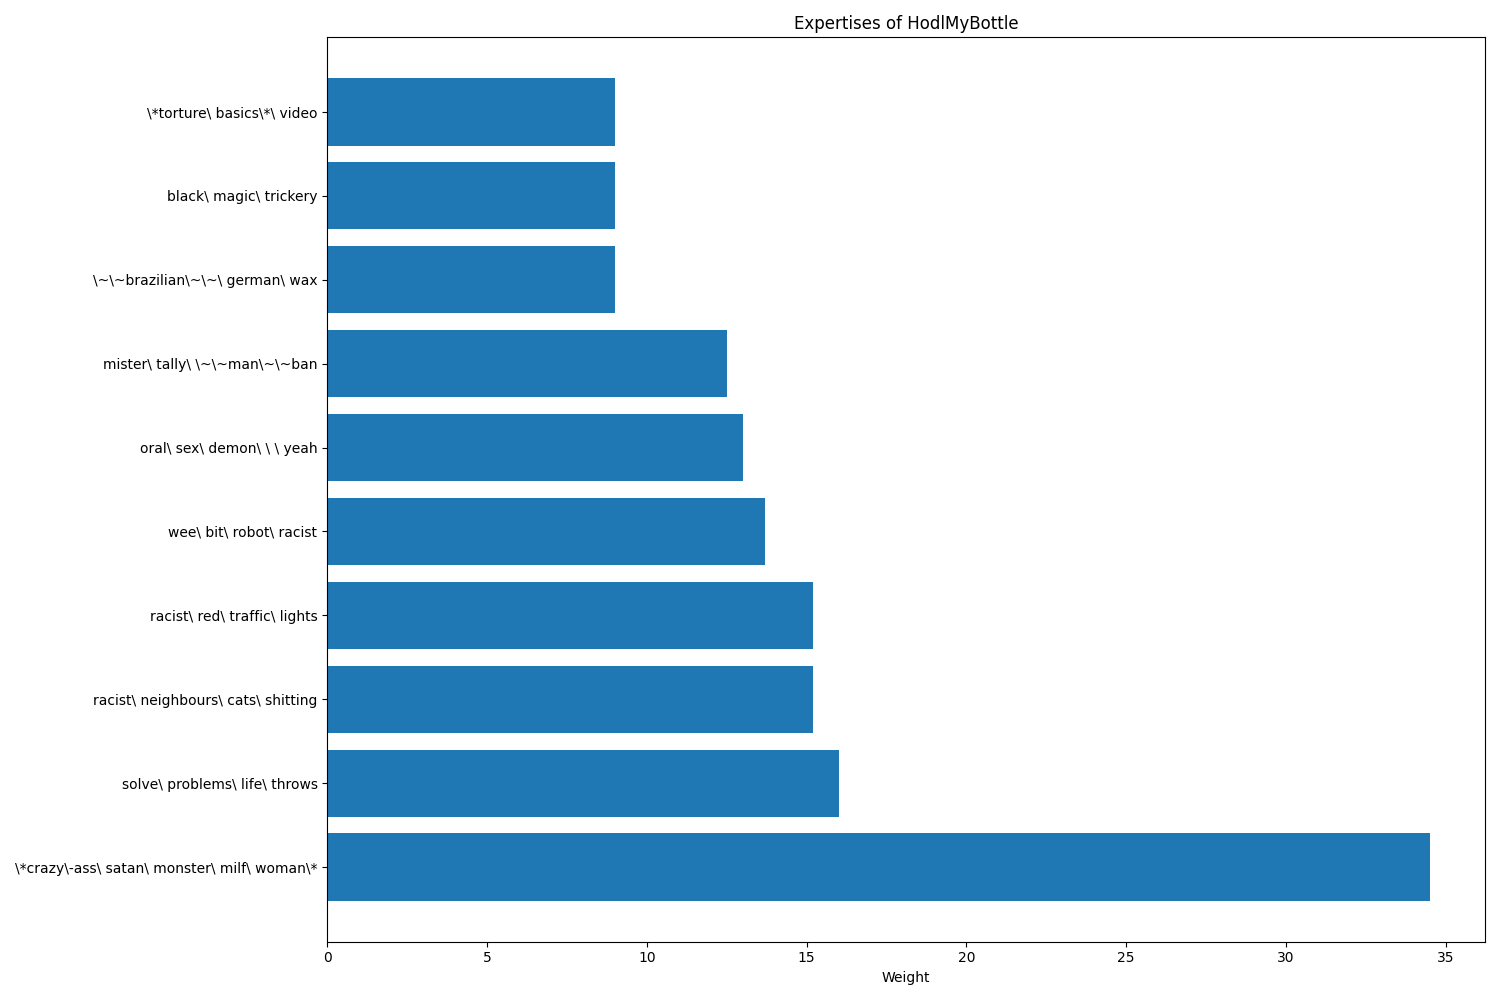 Expertises of HodlMyBottle
\*torture\ basics\*\ video
black\ magic\ trickery
\~\~brazilian\~\~\ german\ wax
mister\ tally\ \~\~man\~\~ban
oral\ sex\ demon\ \ \ yeah
wee\ bit\ robot\ racist
racist\ red\ traffic\ lights
racist\ neighbours\ cats\ shitting
solve\ problems\ life\ throws
\*crazy\-ass\ satan\ monster\ milf\ woman\*
0 5 10 15 20 25 30 35
Weight